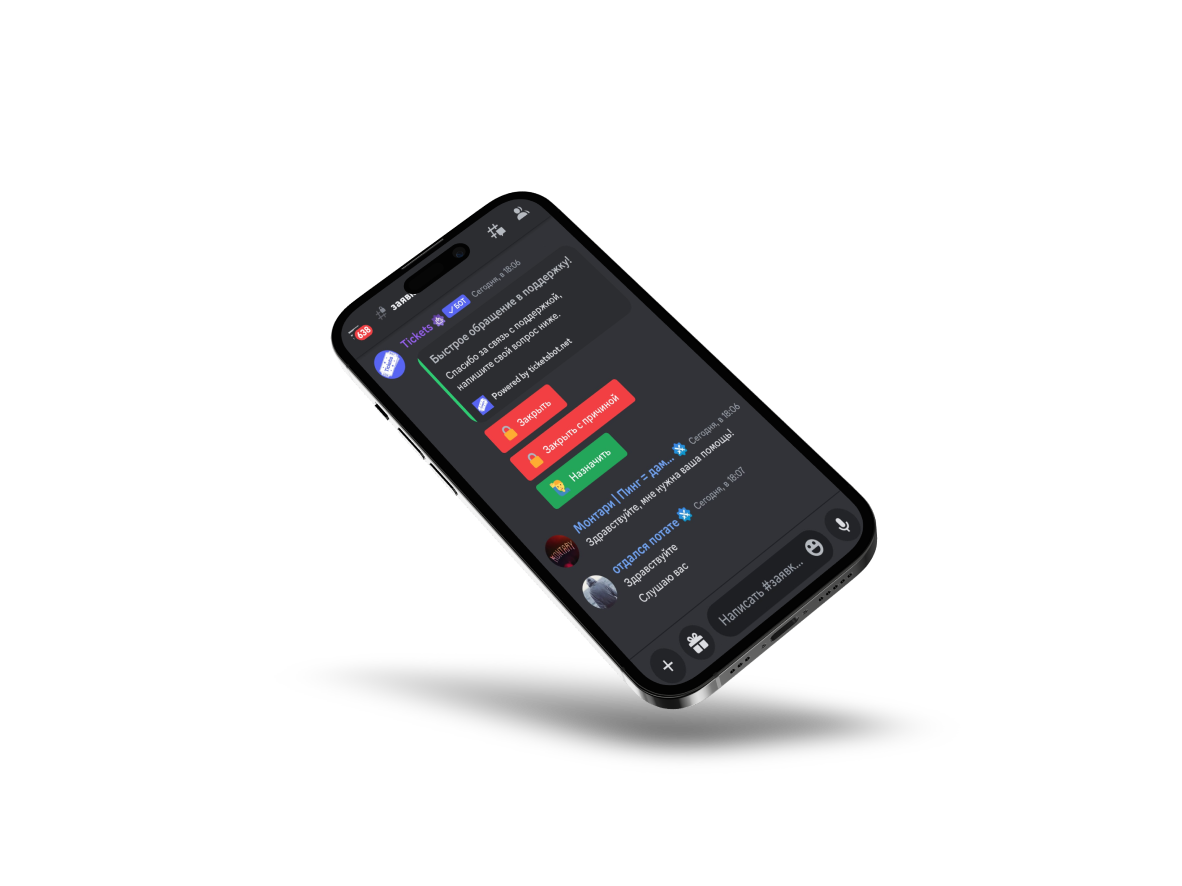 638
заявк
Tickets
✓ БОТ Сегодня, в 18:06
Быстрое обращение в поддержку!
Спасибо за связь с поддержкой,
напишите свой вопрос ниже.
Powered by ticketsbot.net
Закрыть
Закрыть с причиной
Назначить
Монтари | Пинг = дам... Сегодня, в 18:06
Здравствуйте, мне нужна ваша помощь!
отдался потате Сегодня, в 18:07
Здравствуйте
Слушаю вас
Написать #заявк...